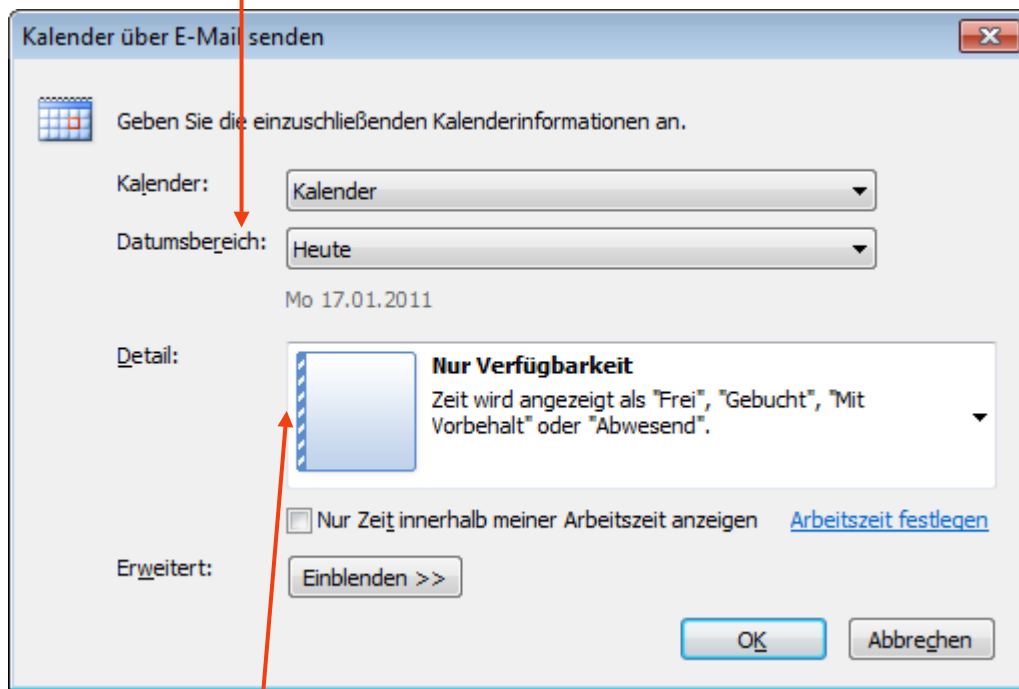 Kalender über E-Mail senden
Geben Sie die einzuschließenden Kalenderinformationen an.
Kalender:
Kalender
Datumsbereich:
Heute
Mo 17.01.2011
Detail:
Nur Verfügbarkeit
Zeit wird angezeigt als "Frei", "Gebucht", "Mit
Vorbehalt" oder "Abwesend".
Nur Zeit innerhalb meiner Arbeitszeit anzeigen Arbeitszeit festlegen
Erweitert:
Einblenden >>
OK Abbrechen